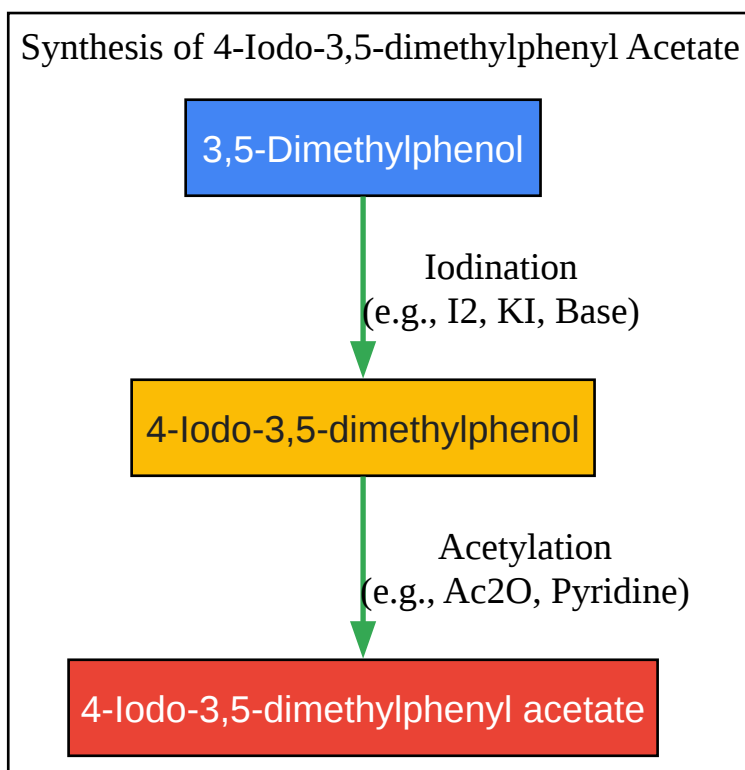 Synthesis of 4-Iodo-3,5-dimethylphenyl Acetate
3,5-Dimethylphenol
Iodination
(e.g., I2, KI, Base)
4-Iodo-3,5-dimethylphenol
Acetylation
(e.g., Ac2O, Pyridine)
4-Iodo-3,5-dimethylphenyl acetate